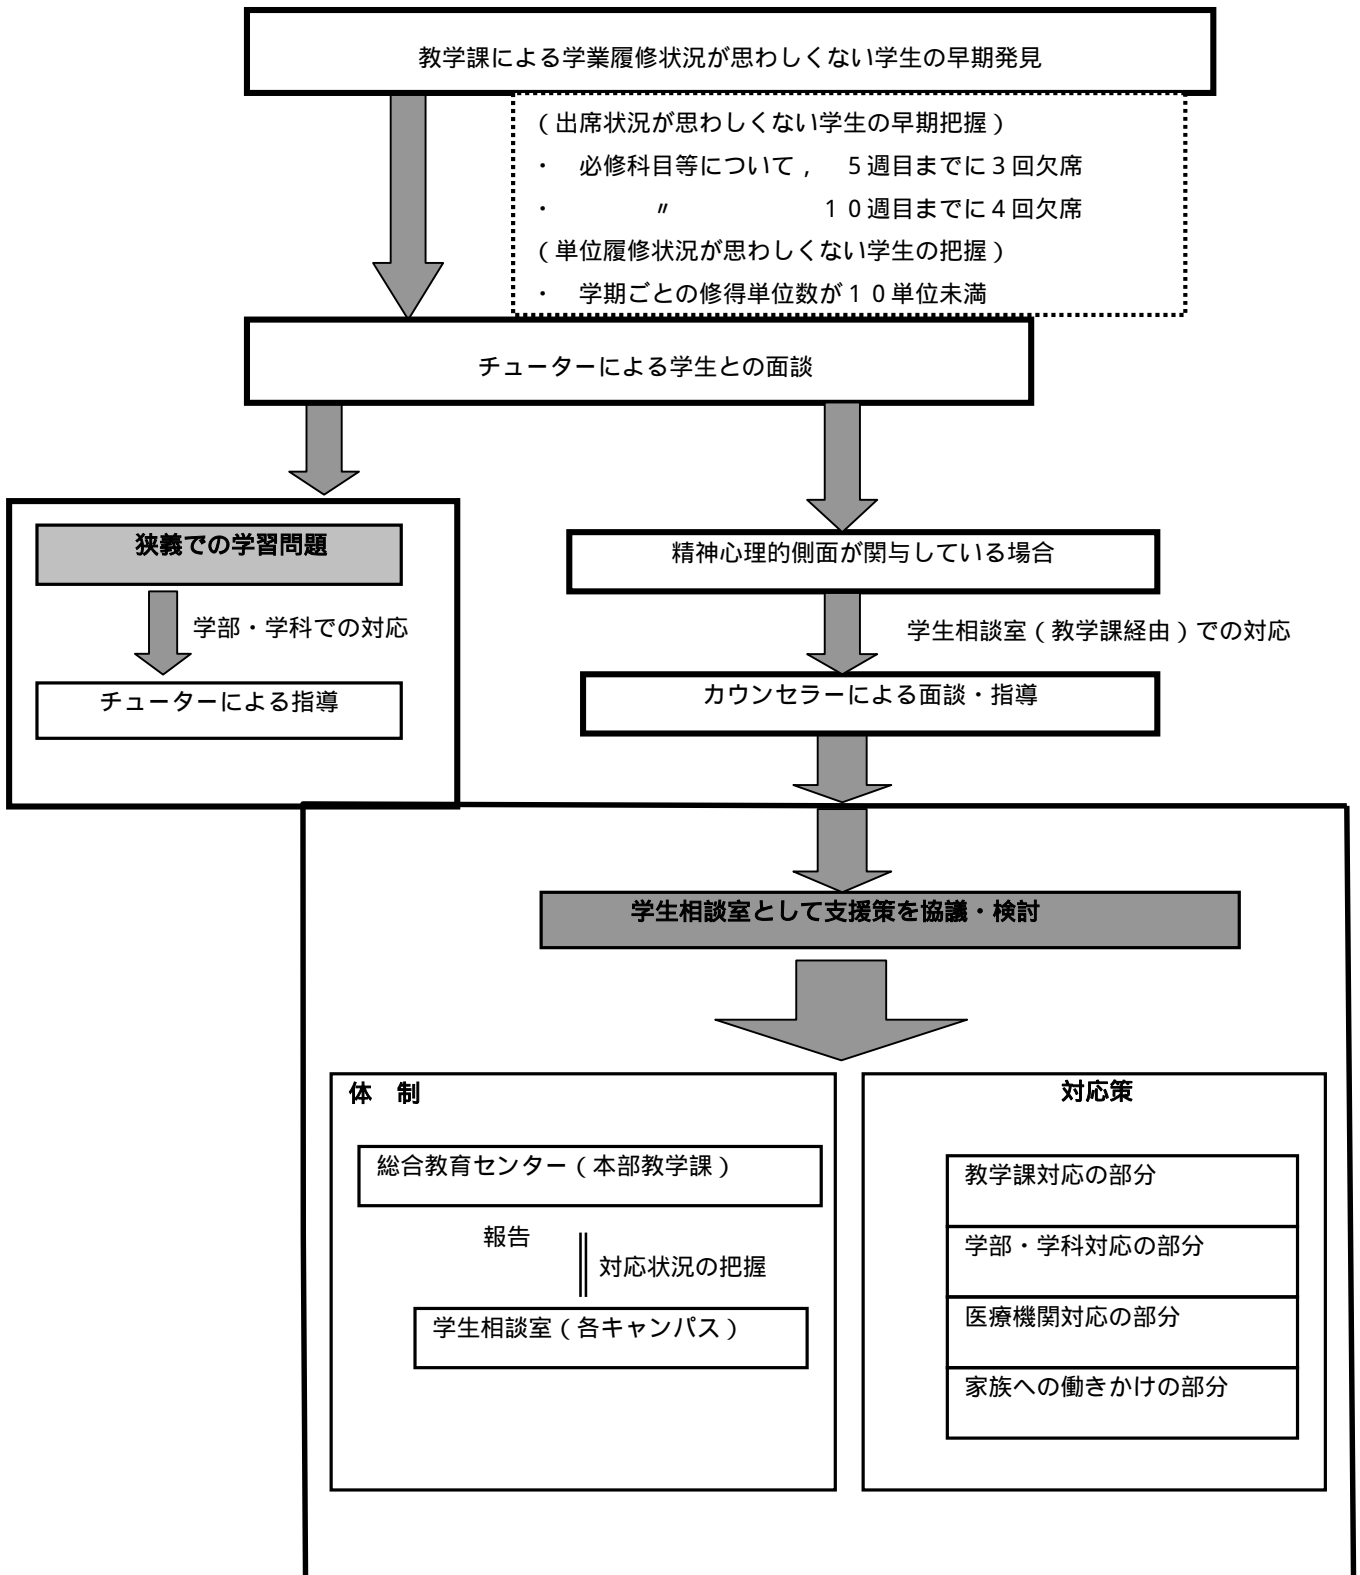 教学課による学業履修状況が思わしくない学生の早期発見
（出席状況が思わしくない学生の早期把握）
・　必修科目等について，　５週目までに３回欠席
・　　　　〃　　　　　　１０週目までに４回欠席
（単位履修状況が思わしくない学生の把握）
・　学期ごとの修得単位数が１０単位未満
チューターによる学生との面談
狭義での学習問題
学部・学科での対応
チューターによる指導
精神心理的側面が関与している場合
学生相談室（教学課経由）での対応
カウンセラーによる面談・指導
学生相談室として支援策を協議・検討
体　制
総合教育センター（本部教学課）
報告
対応状況の把握
学生相談室（各キャンパス）
対応策
教学課対応の部分
学部・学科対応の部分
医療機関対応の部分
家族への働きかけの部分